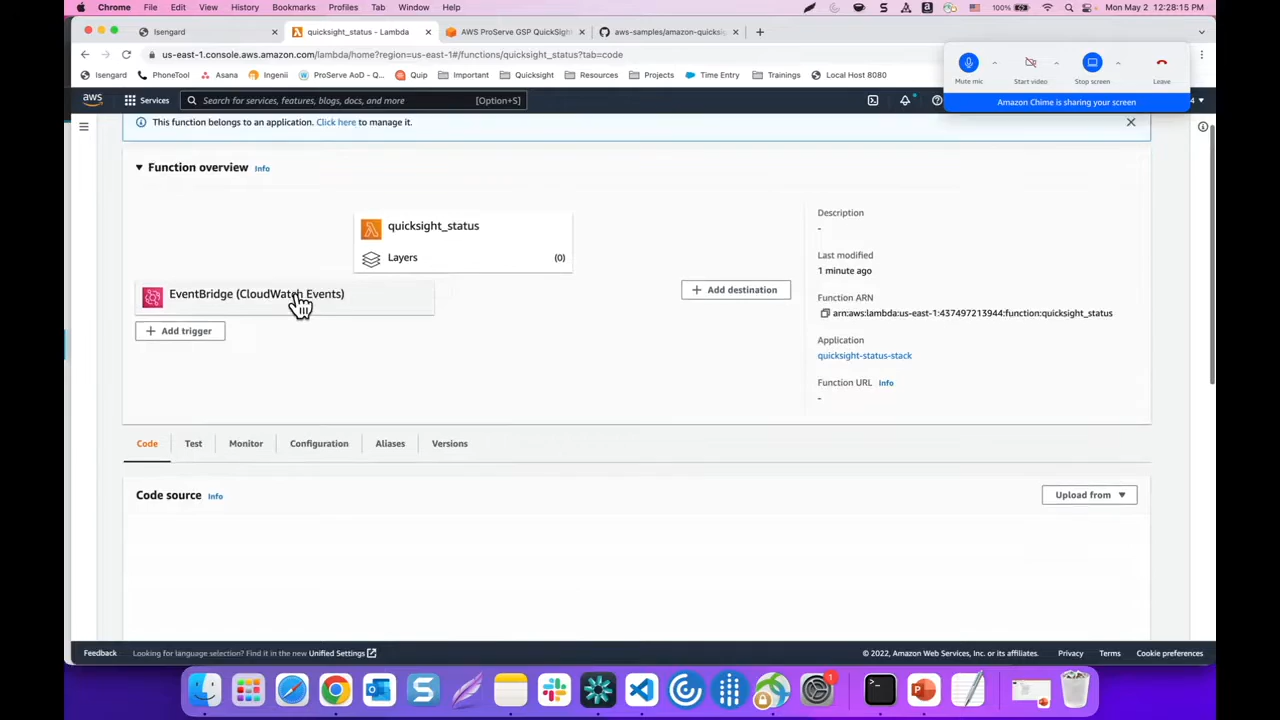 Chrome File Edit View History Bookmarks Profiles Tab Window Help
100% Mon May 2 12:28:15 PM
Isengard
quicksight_status - Lambda
AWS ProServe GSP QuickSigh
aws-samples/amazon-quicksig
us-east-1.console.aws.amazon.com/lambda/home?region=us-east-1#/functions/quicksight_status?tab=code
Isengard PhoneTool Asana Ingenii ProServe AoD - Q... Quip Important Quicksight Resources Projects Time Entry Trainings Local Host 8080
Mute mic Start video Stop screen Leave
Amazon Chime is sharing your screen
aws Services Search for services, features, blogs, docs, and more [Option+S]
This function belongs to an application. Click here to manage it.
Function overview Info
quicksight_status
Layers (0)
EventBridge (CloudWatch Events)
+ Add trigger
+ Add destination
Description
-
Last modified
1 minute ago
Function ARN
arn:aws:lambda:us-east-1:437497213944:function:quicksight_status
Application
quicksight-status-stack
Function URL Info
-
Code Test Monitor Configuration Aliases Versions
Code source Info
Upload from
Feedback Looking for language selection? Find it in the new Unified Settings
© 2022, Amazon Web Services, Inc. or its affiliates. Privacy Terms Cookie preferences
1